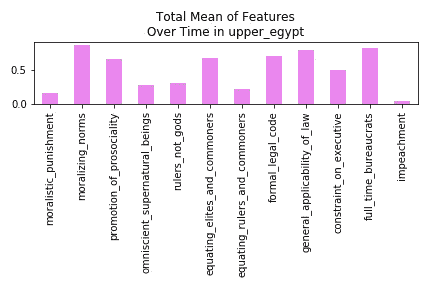 Total Mean of Features
Over Time in upper_egypt
0.5
0.0
moralistic_punishment
moralizing_norms
promotion_of_prosociality
omniscient_supernatural_beings
rulers_not_gods
equating_elites_and_commoners
equating_rulers_and_commoners
formal_legal_code
general_applicability_of_law
constraint_on_executive
full_time_bureaucrats
impeachment